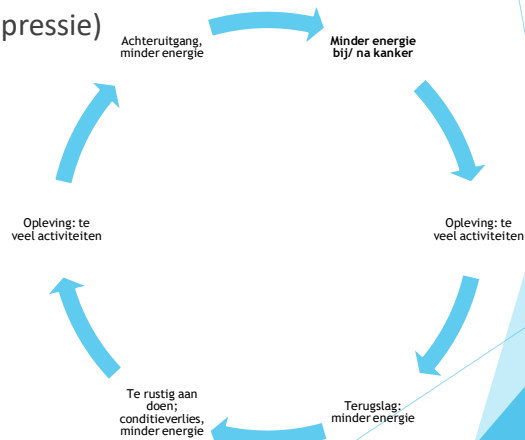 pressie)
Achteruitgang,
minder energie
Minder energie
bij/ na kanker
Opleving: te
veel activiteiten
Terugslag:
minder energie
Te rustig aan
doen;
conditieverlies,
minder energie
Opleving: te
veel activiteiten